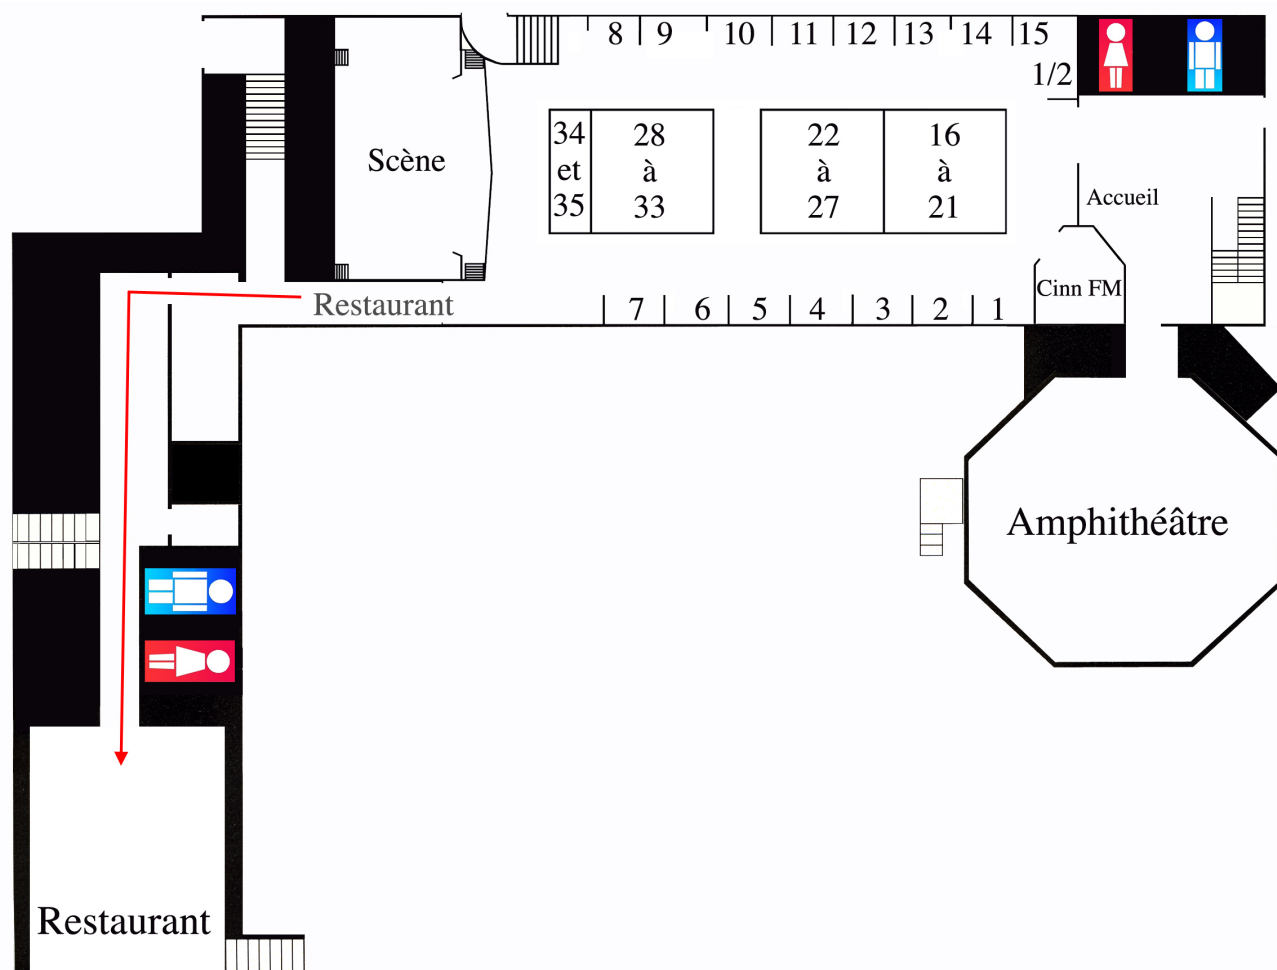 8 9 10 11 12 13 14 15
1/2
34
et
35
28
à
33
22
à
27
16
à
21
Scène
Accueil
Cinn FM
Restaurant
7 6 5 4 3 2 1
Amphithéâtre
Restaurant